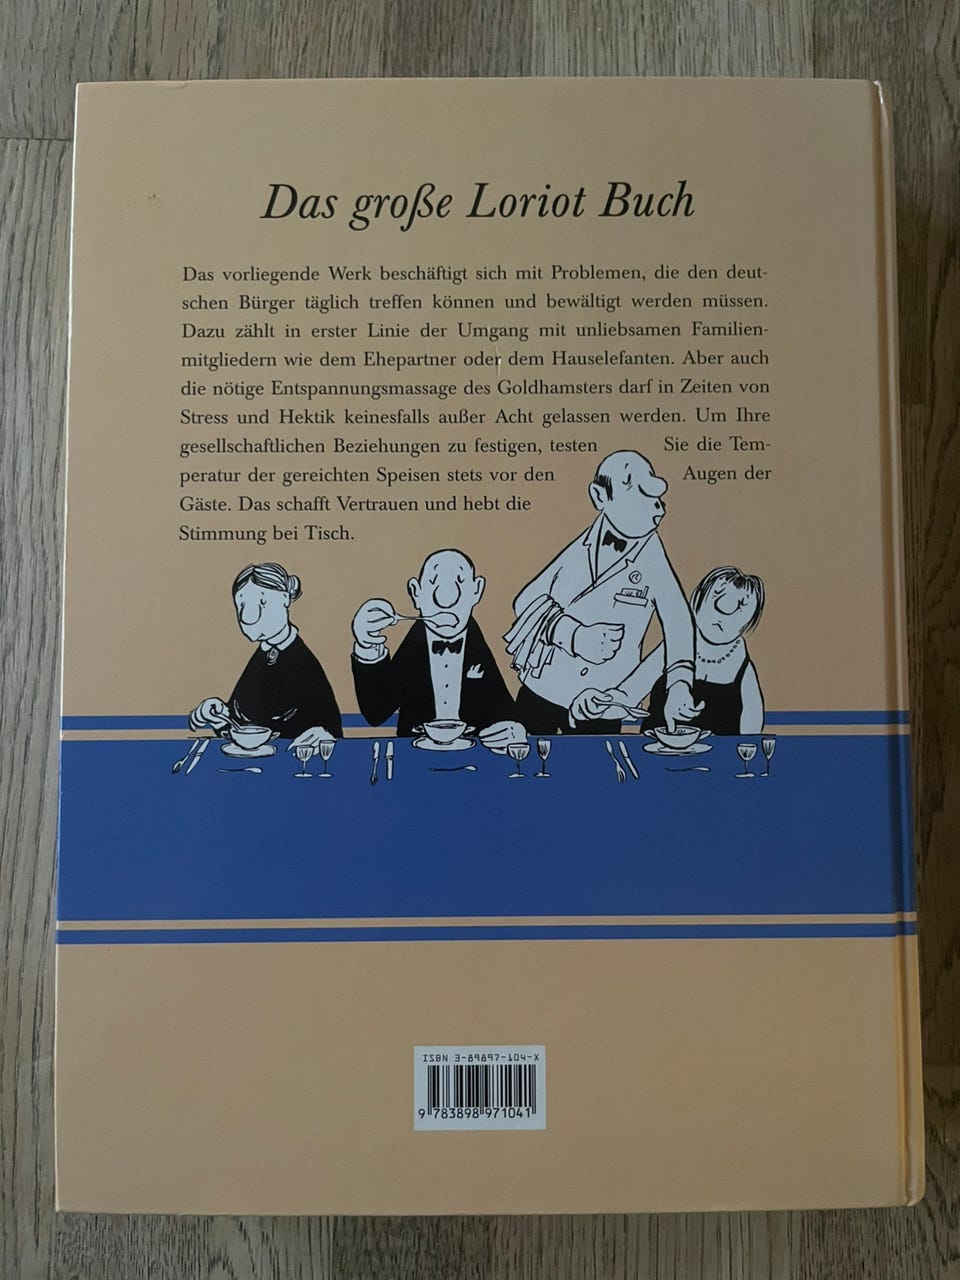 Das große Loriot Buch
Das vorliegende Werk beschäftigt sich mit Problemen, die den deut-
schen Bürger täglich treffen können und bewältigt werden müssen.
Dazu zählt in erster Linie der Umgang mit unliebsamen Familien-
mitgliedern wie dem Ehepartner oder dem Hauselefanten. Aber auch
die nötige Entspannungsmassage des Goldhamsters darf in Zeiten von
Stress und Hektik keinesfalls außer Acht gelassen werden. Um Ihre
gesellschaftlichen Beziehungen zu festigen, testen Sie die Tem-
peratur der gereichten Speisen stets vor den Augen der
Gäste. Das schafft Vertrauen und hebt die
Stimmung bei Tisch.
ISBN 3-89897-104-X
9 783898 971041